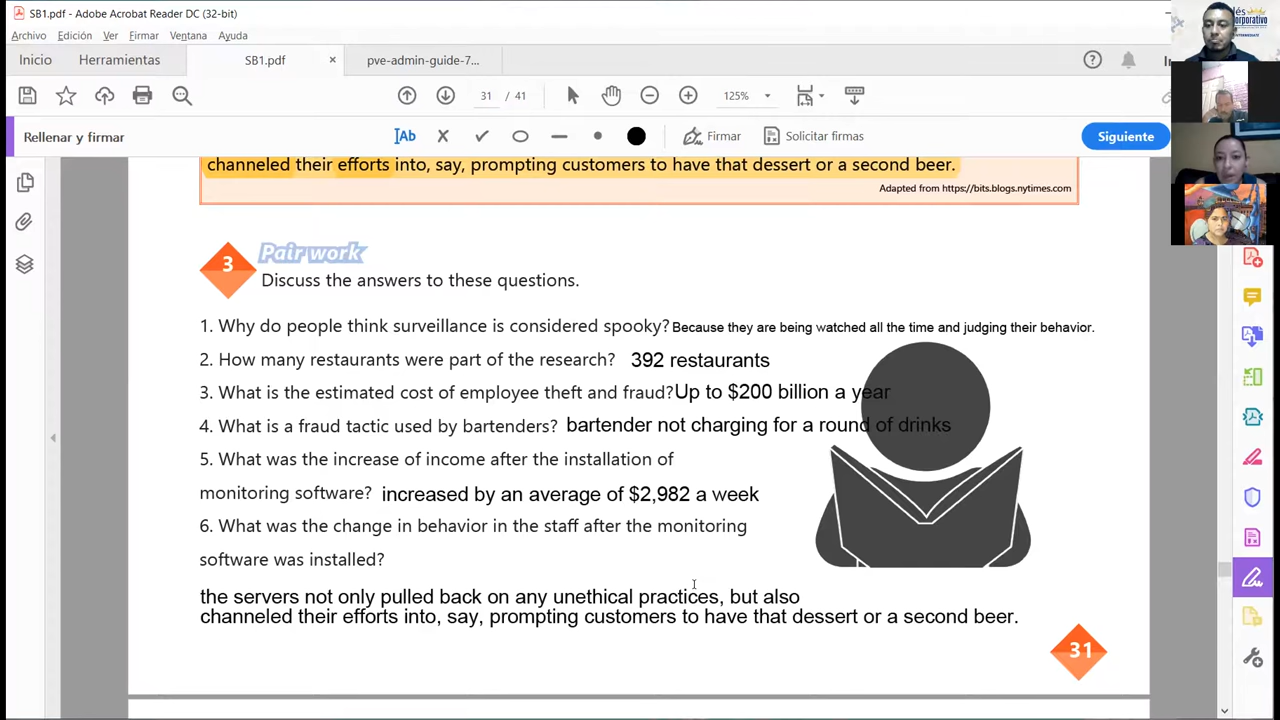 SB1.pdf - Adobe Acrobat Reader DC (32-bit)
Archivo Edición Ver Firmar Ventana Ayuda
Inicio Herramientas SB1.pdf × pve-admin-guide-7...
31 / 41 125%
Rellenar y firmar Ab Firmar Solicitar firmas Siguiente
channeled their efforts into, say, prompting customers to have that dessert or a second beer.
Adapted from https://bits.blogs.nytimes.com
3 Pair work
Discuss the answers to these questions.
1. Why do people think surveillance is considered spooky? Because they are being watched all the time and judging their behavior.
2. How many restaurants were part of the research? 392 restaurants
3. What is the estimated cost of employee theft and fraud? Up to $200 billion a year
4. What is a fraud tactic used by bartenders? bartender not charging for a round of drinks
5. What was the increase of income after the installation of
monitoring software? increased by an average of $2,982 a week
6. What was the change in behavior in the staff after the monitoring
software was installed?
the servers not only pulled back on any unethical practices, but also
channeled their efforts into, say, prompting customers to have that dessert or a second beer.
31